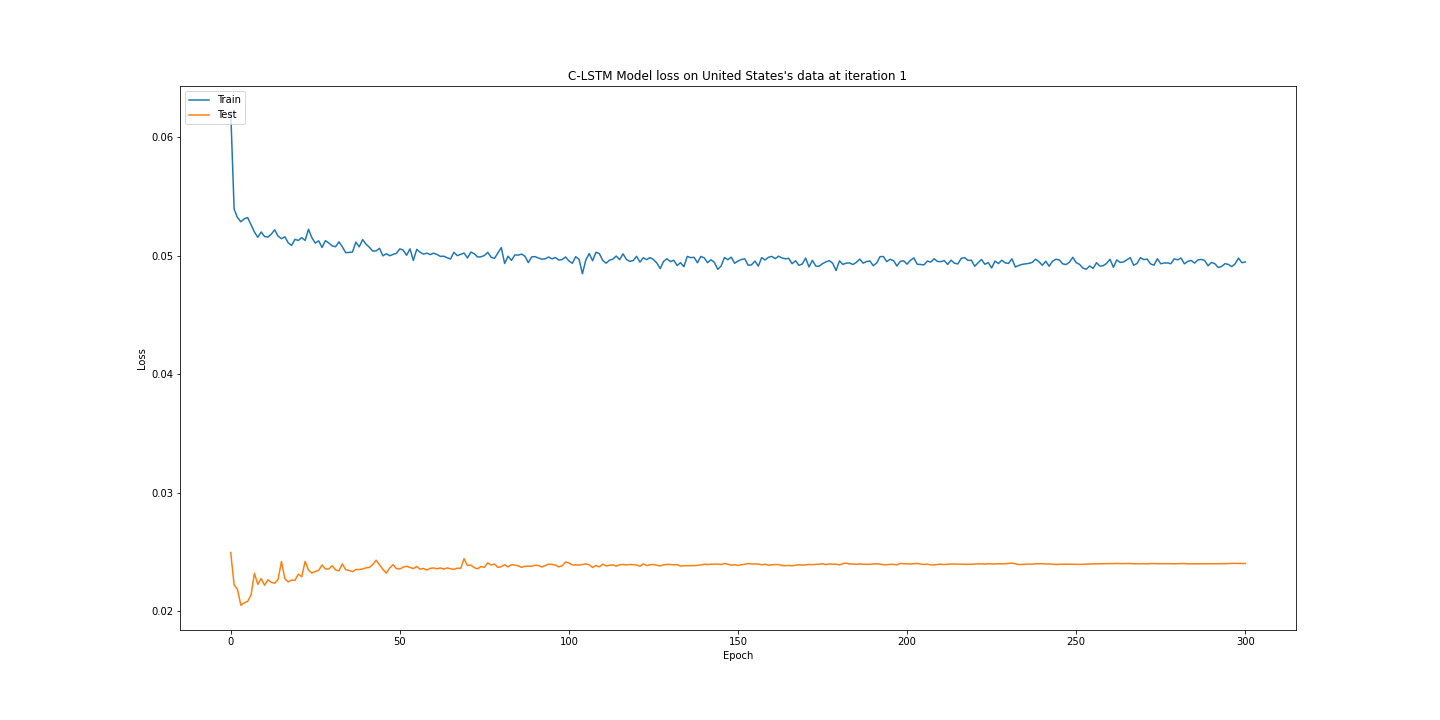 C-LSTM Model loss on United States's data at iteration 1
Train
Test
0.06
0.05
0.04
0.03
0.02
Loss
0 50 100 150 200 250 300
Epoch